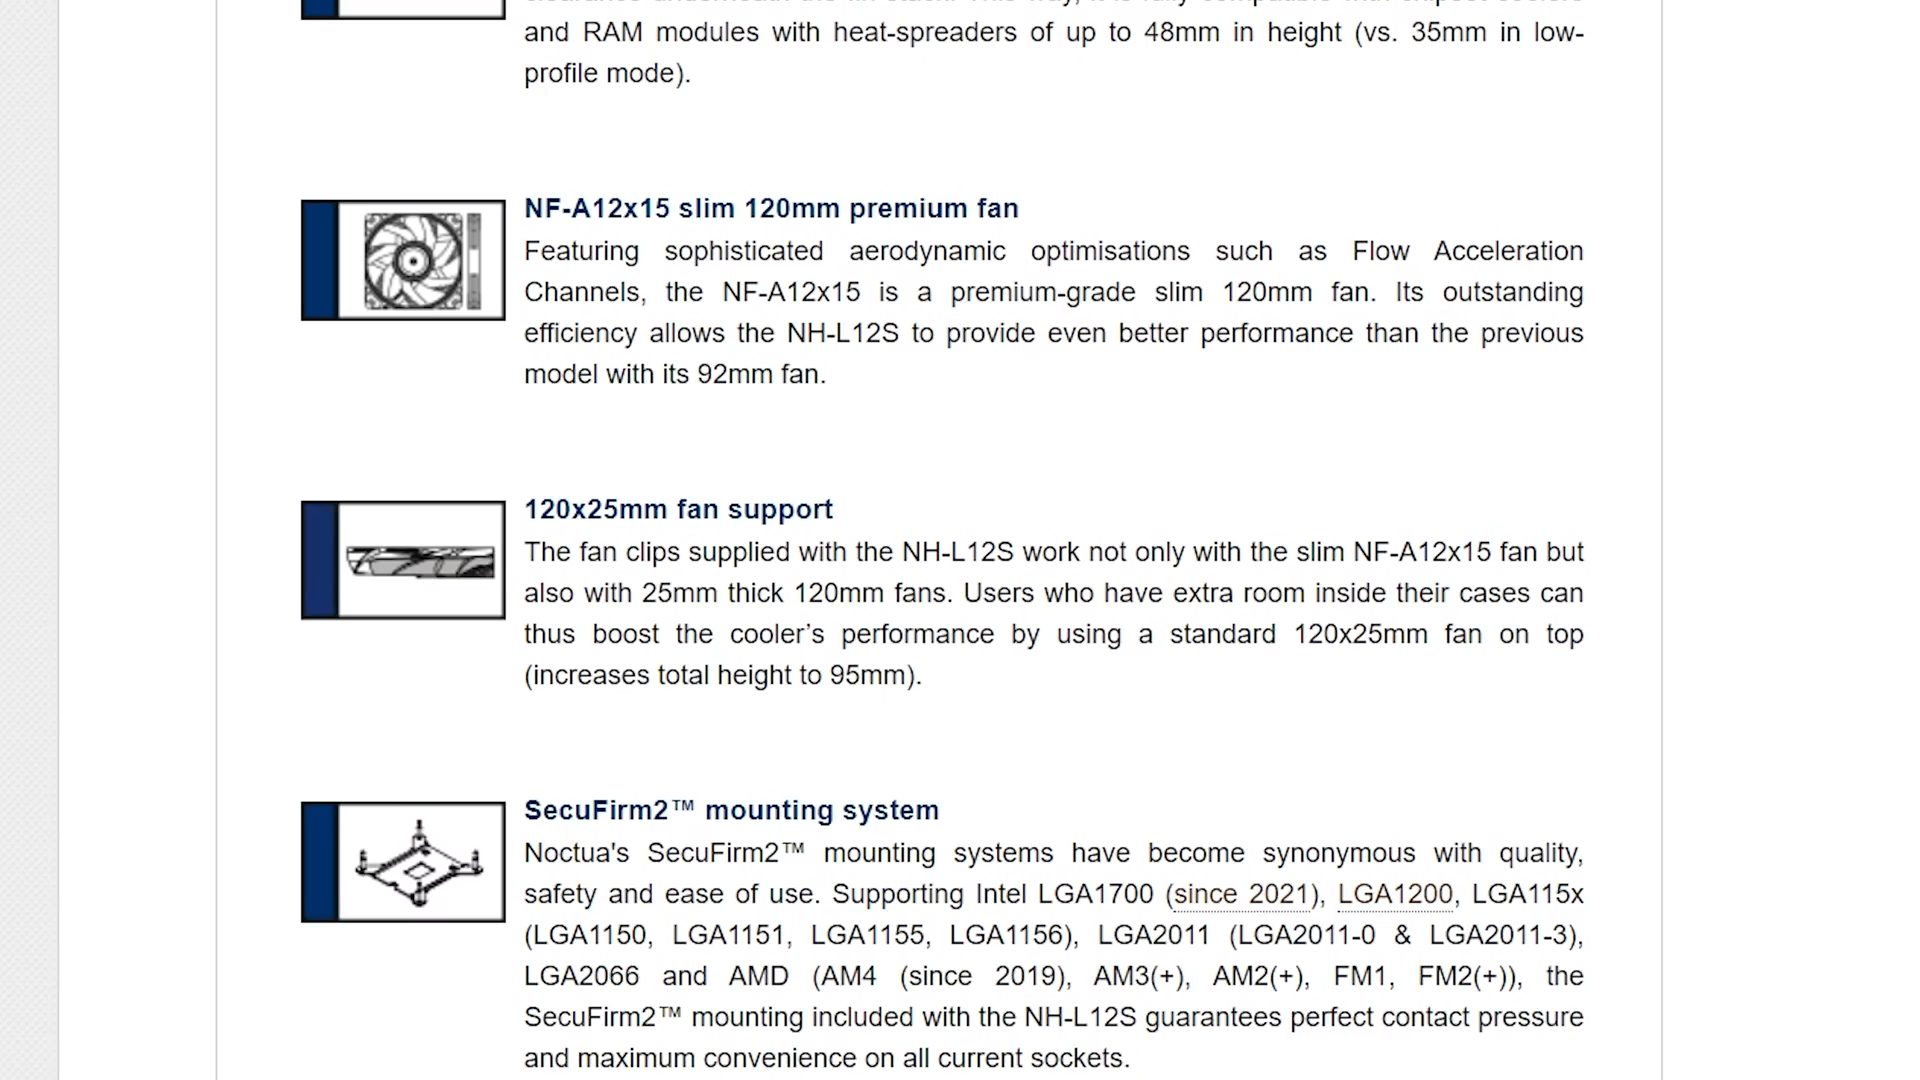 and RAM modules with heat-spreaders of up to 48mm in height (vs. 35mm in low-
profile mode).
NF-A12x15 slim 120mm premium fan
Featuring sophisticated aerodynamic optimisations such as Flow Acceleration
Channels, the NF-A12x15 is a premium-grade slim 120mm fan. Its outstanding
efficiency allows the NH-L12S to provide even better performance than the previous
model with its 92mm fan.
120x25mm fan support
The fan clips supplied with the NH-L12S work not only with the slim NF-A12x15 fan but
also with 25mm thick 120mm fans. Users who have extra room inside their cases can
thus boost the cooler’s performance by using a standard 120x25mm fan on top
(increases total height to 95mm).
SecuFirm2™ mounting system
Noctua's SecuFirm2™ mounting systems have become synonymous with quality,
safety and ease of use. Supporting Intel LGA1700 (since 2021), LGA1200, LGA115x
(LGA1150, LGA1151, LGA1155, LGA1156), LGA2011 (LGA2011-0 & LGA2011-3),
LGA2066 and AMD (AM4 (since 2019), AM3(+), AM2(+), FM1, FM2(+)), the
SecuFirm2™ mounting included with the NH-L12S guarantees perfect contact pressure
and maximum convenience on all current sockets.